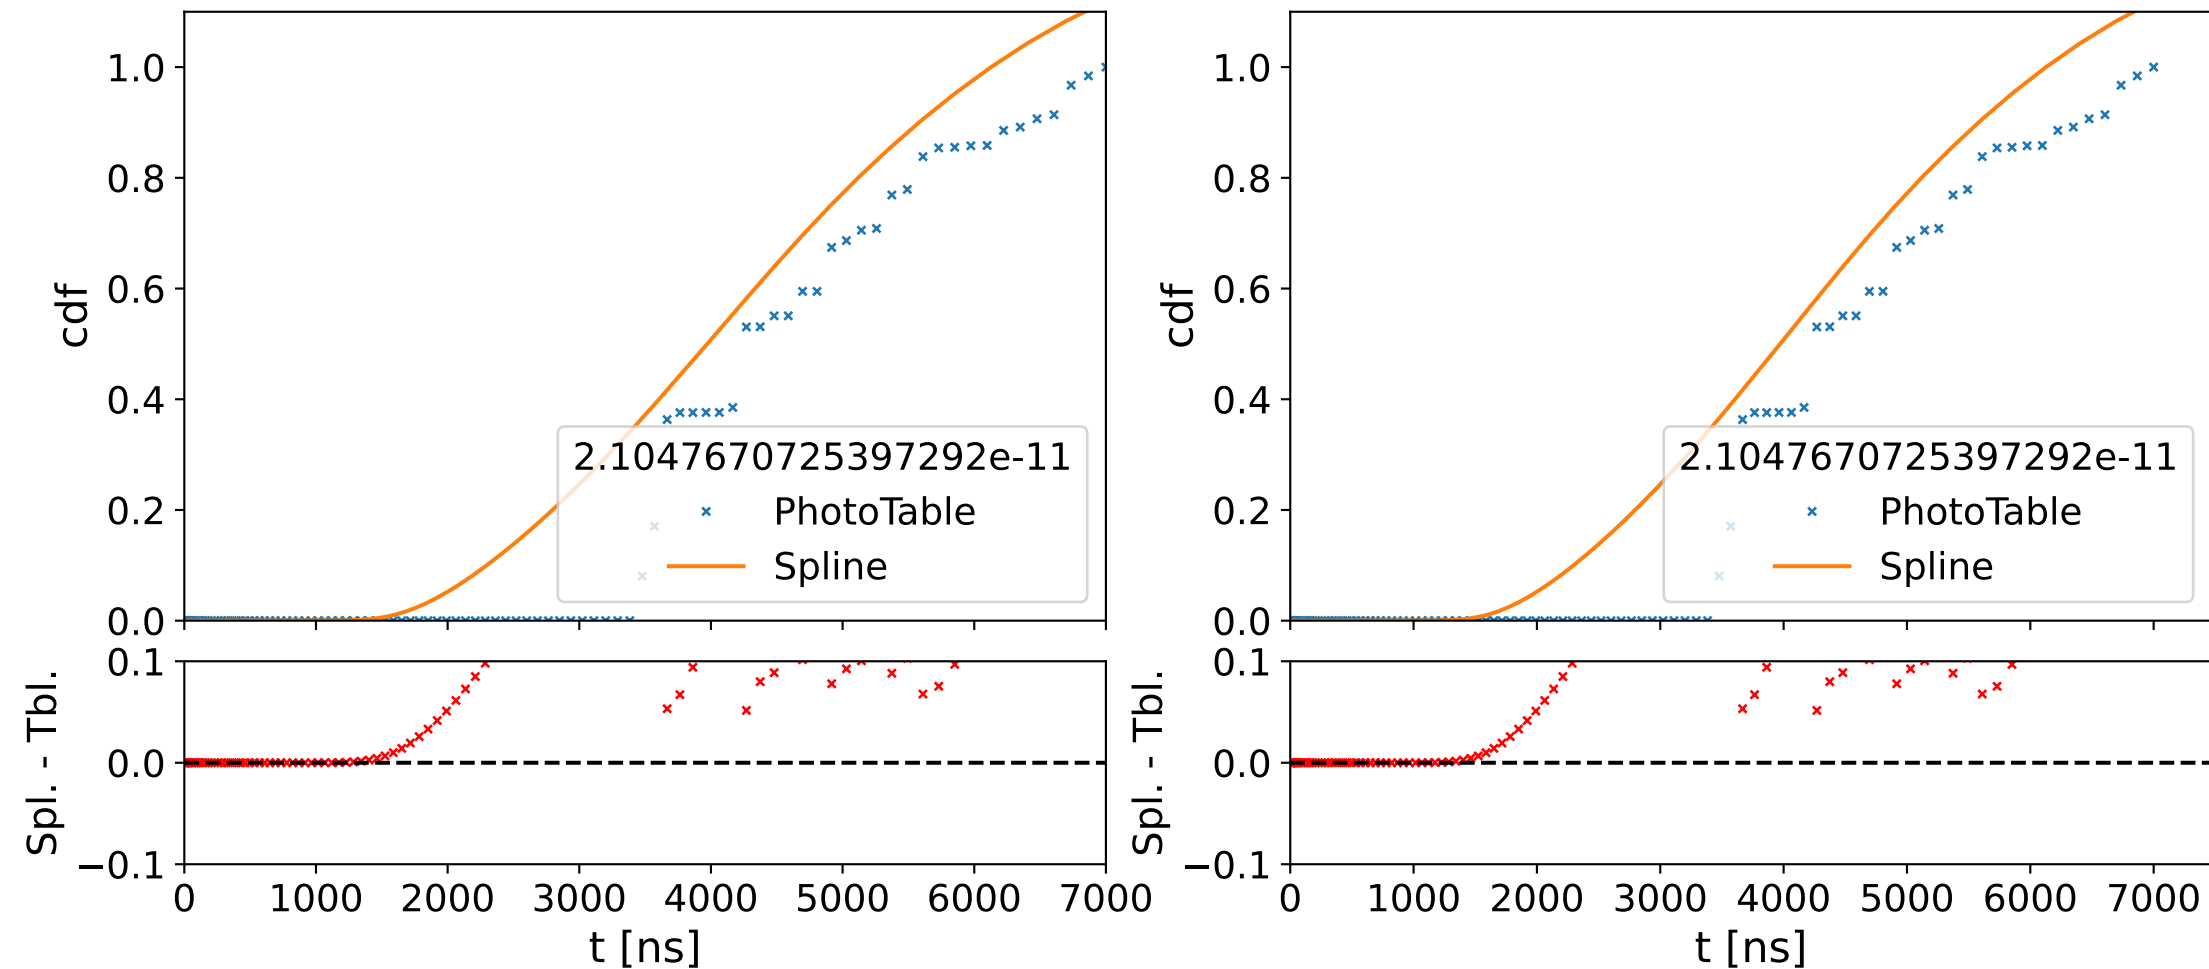 1.0
0.8
0.6
0.4
0.2
0.0
cdf
2.1047670725397292e-11
PhotoTable
Spline
0.1
0.0
−0.1
Spl. - Tbl.
0 1000 2000 3000 4000 5000 6000 7000
t [ns]
1.0
0.8
0.6
0.4
0.2
0.0
cdf
2.1047670725397292e-11
PhotoTable
Spline
0.1
0.0
−0.1
Spl. - Tbl.
0 1000 2000 3000 4000 5000 6000 7000
t [ns]